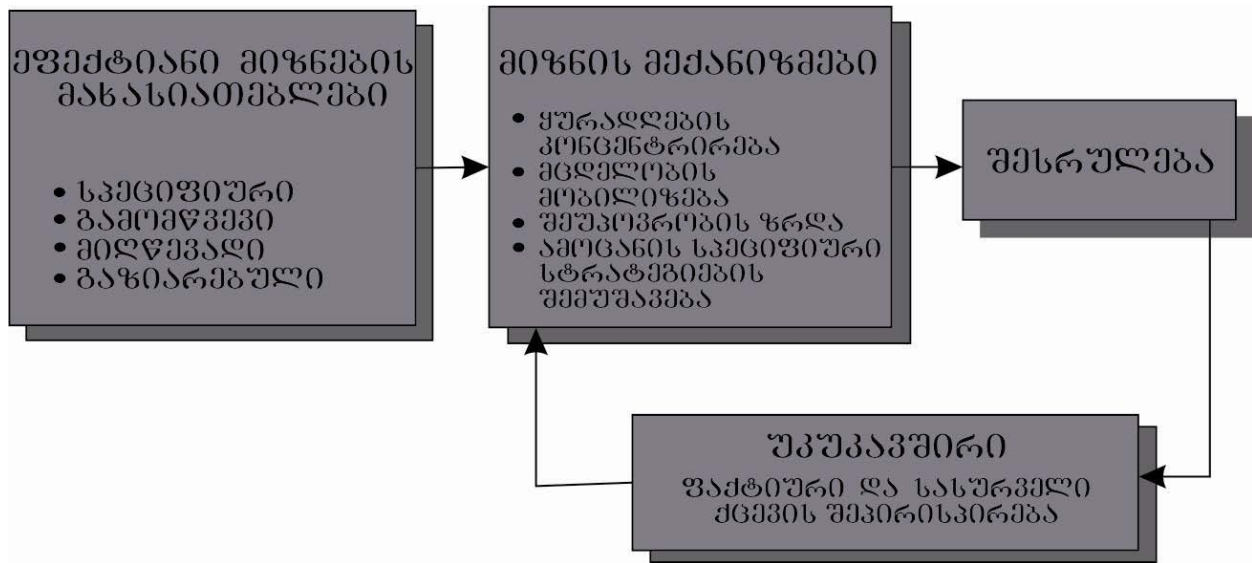 ეფექტიანი მიზნების
მახასიათებლები
• სპეციფიური
• გამომწვევი
• მიღწევადი
• გაზიარებული
მიზნის მექანიზმები
• ყურადღების
კონცენტრირება
• მცდელობის
მობილიზება
• შეუპოვრობის ზრდა
• ამოცანის სპეციფიური
სტრატეგიების
შემუშავება
შესრულება
უკუკავშირი
ფაქტიური და სასურველი
ქცევის შეპირისპირება